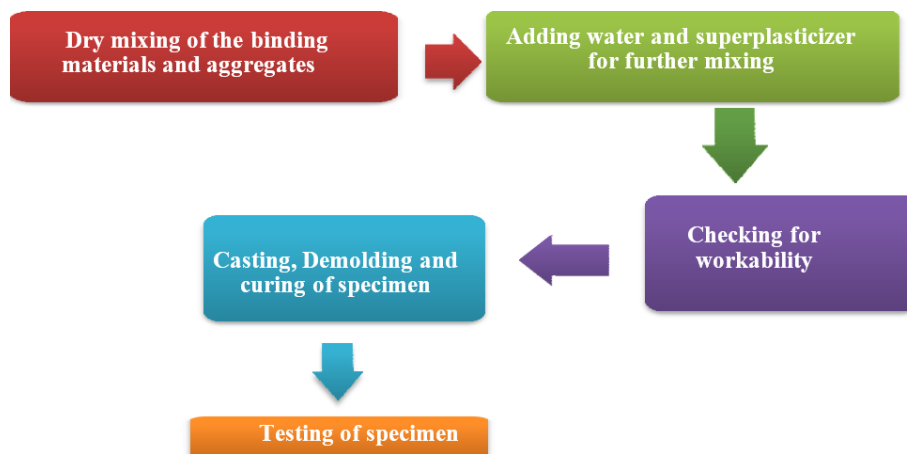 Dry mixing of the binding
materials and aggregates
Adding water and superplasticizer
for further mixing
Checking for
workability
Casting, Demolding and
curing of specimen
Testing of specimen